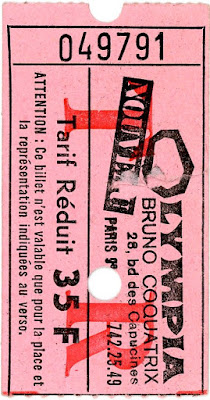 049791
OLYMPIA
BRUNO COQUATRIX
28, bd des Capucines
PARIS 9e 742.25.49
NOUVEAU
Tarif Réduit 35F
ATTENTION : Ce billet n'est valable que pour la place et
la représentation indiquées au verso.